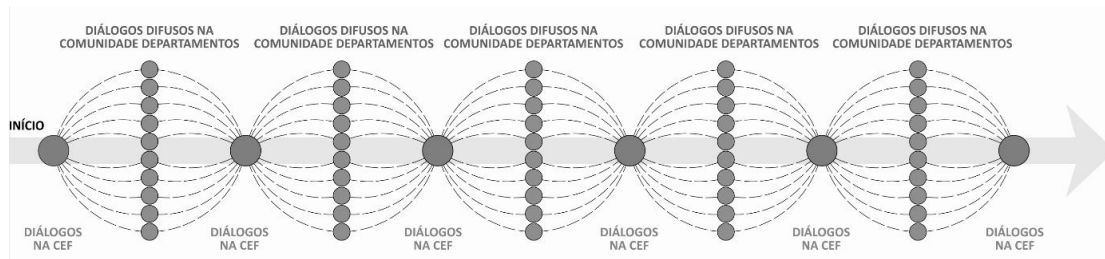 DIÁLOGOS DIFUSOS NA
COMUNIDADE DEPARTAMENTOS
DIÁLOGOS DIFUSOS NA
COMUNIDADE DEPARTAMENTOS
DIÁLOGOS DIFUSOS NA
COMUNIDADE DEPARTAMENTOS
DIÁLOGOS DIFUSOS NA
COMUNIDADE DEPARTAMENTOS
DIÁLOGOS DIFUSOS NA
COMUNIDADE DEPARTAMENTOS
INÍCIO
DIÁLOGOS
NA CEF
DIÁLOGOS
NA CEF
DIÁLOGOS
NA CEF
DIÁLOGOS
NA CEF
DIÁLOGOS
NA CEF
DIÁLOGOS
NA CEF